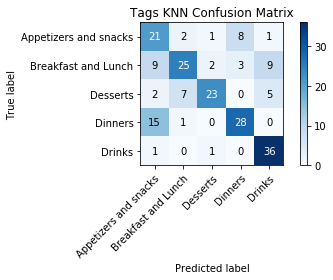 Tags KNN Confusion Matrix
True label
Appetizers and snacks 21 2 1 8 1
Breakfast and Lunch 9 25 2 3 9
Desserts 2 7 23 0 5
Dinners 15 1 0 28 0
Drinks 1 0 1 0 36
Appetizers and snacks
Breakfast and Lunch
Desserts
Dinners
Drinks
Predicted label
30
20
10
0